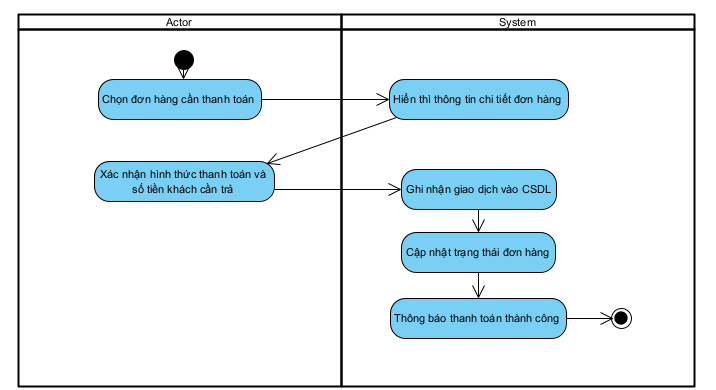 Actor
System
Chọn đơn hàng cần thanh toán
Hiển thì thông tin chi tiết đơn hàng
Xác nhận hình thức thanh toán và
số tiền khách cần trả
Ghi nhận giao dịch vào CSDL
Cập nhật trạng thái đơn hàng
Thông báo thanh toán thành công